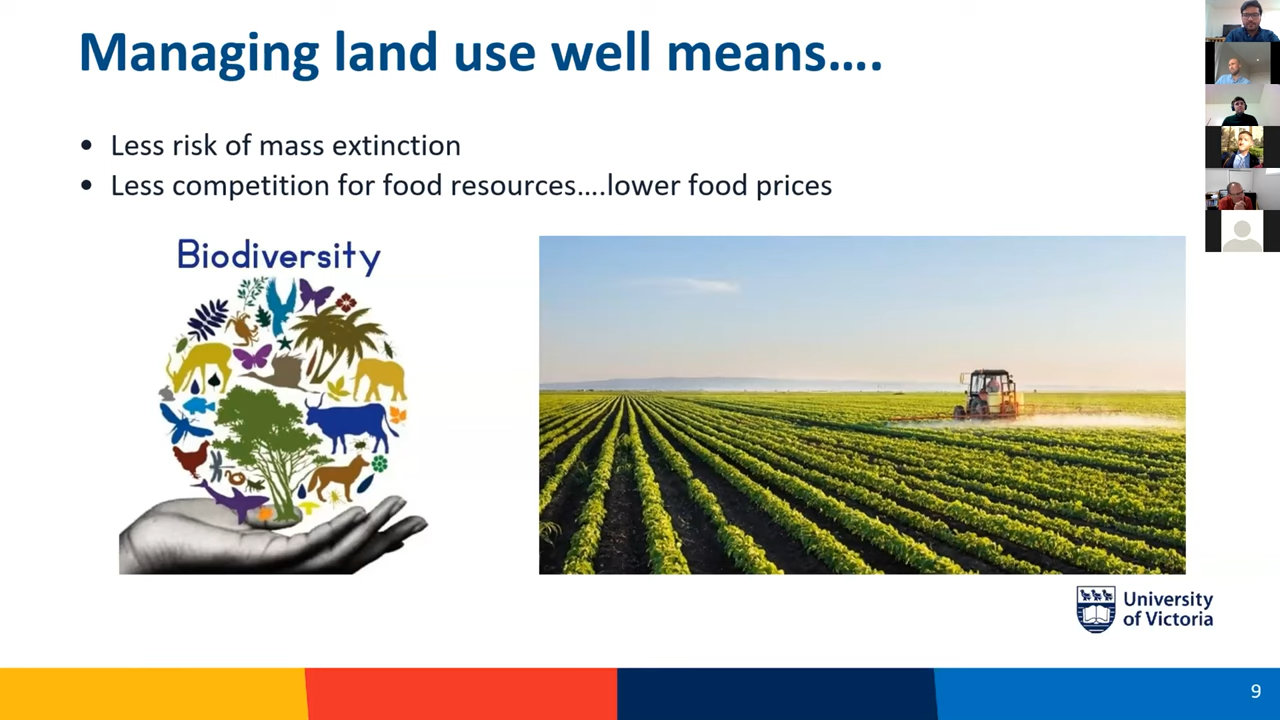 Managing land use well means....
• Less risk of mass extinction
• Less competition for food resources....lower food prices
Biodiversity
University
of Victoria
9